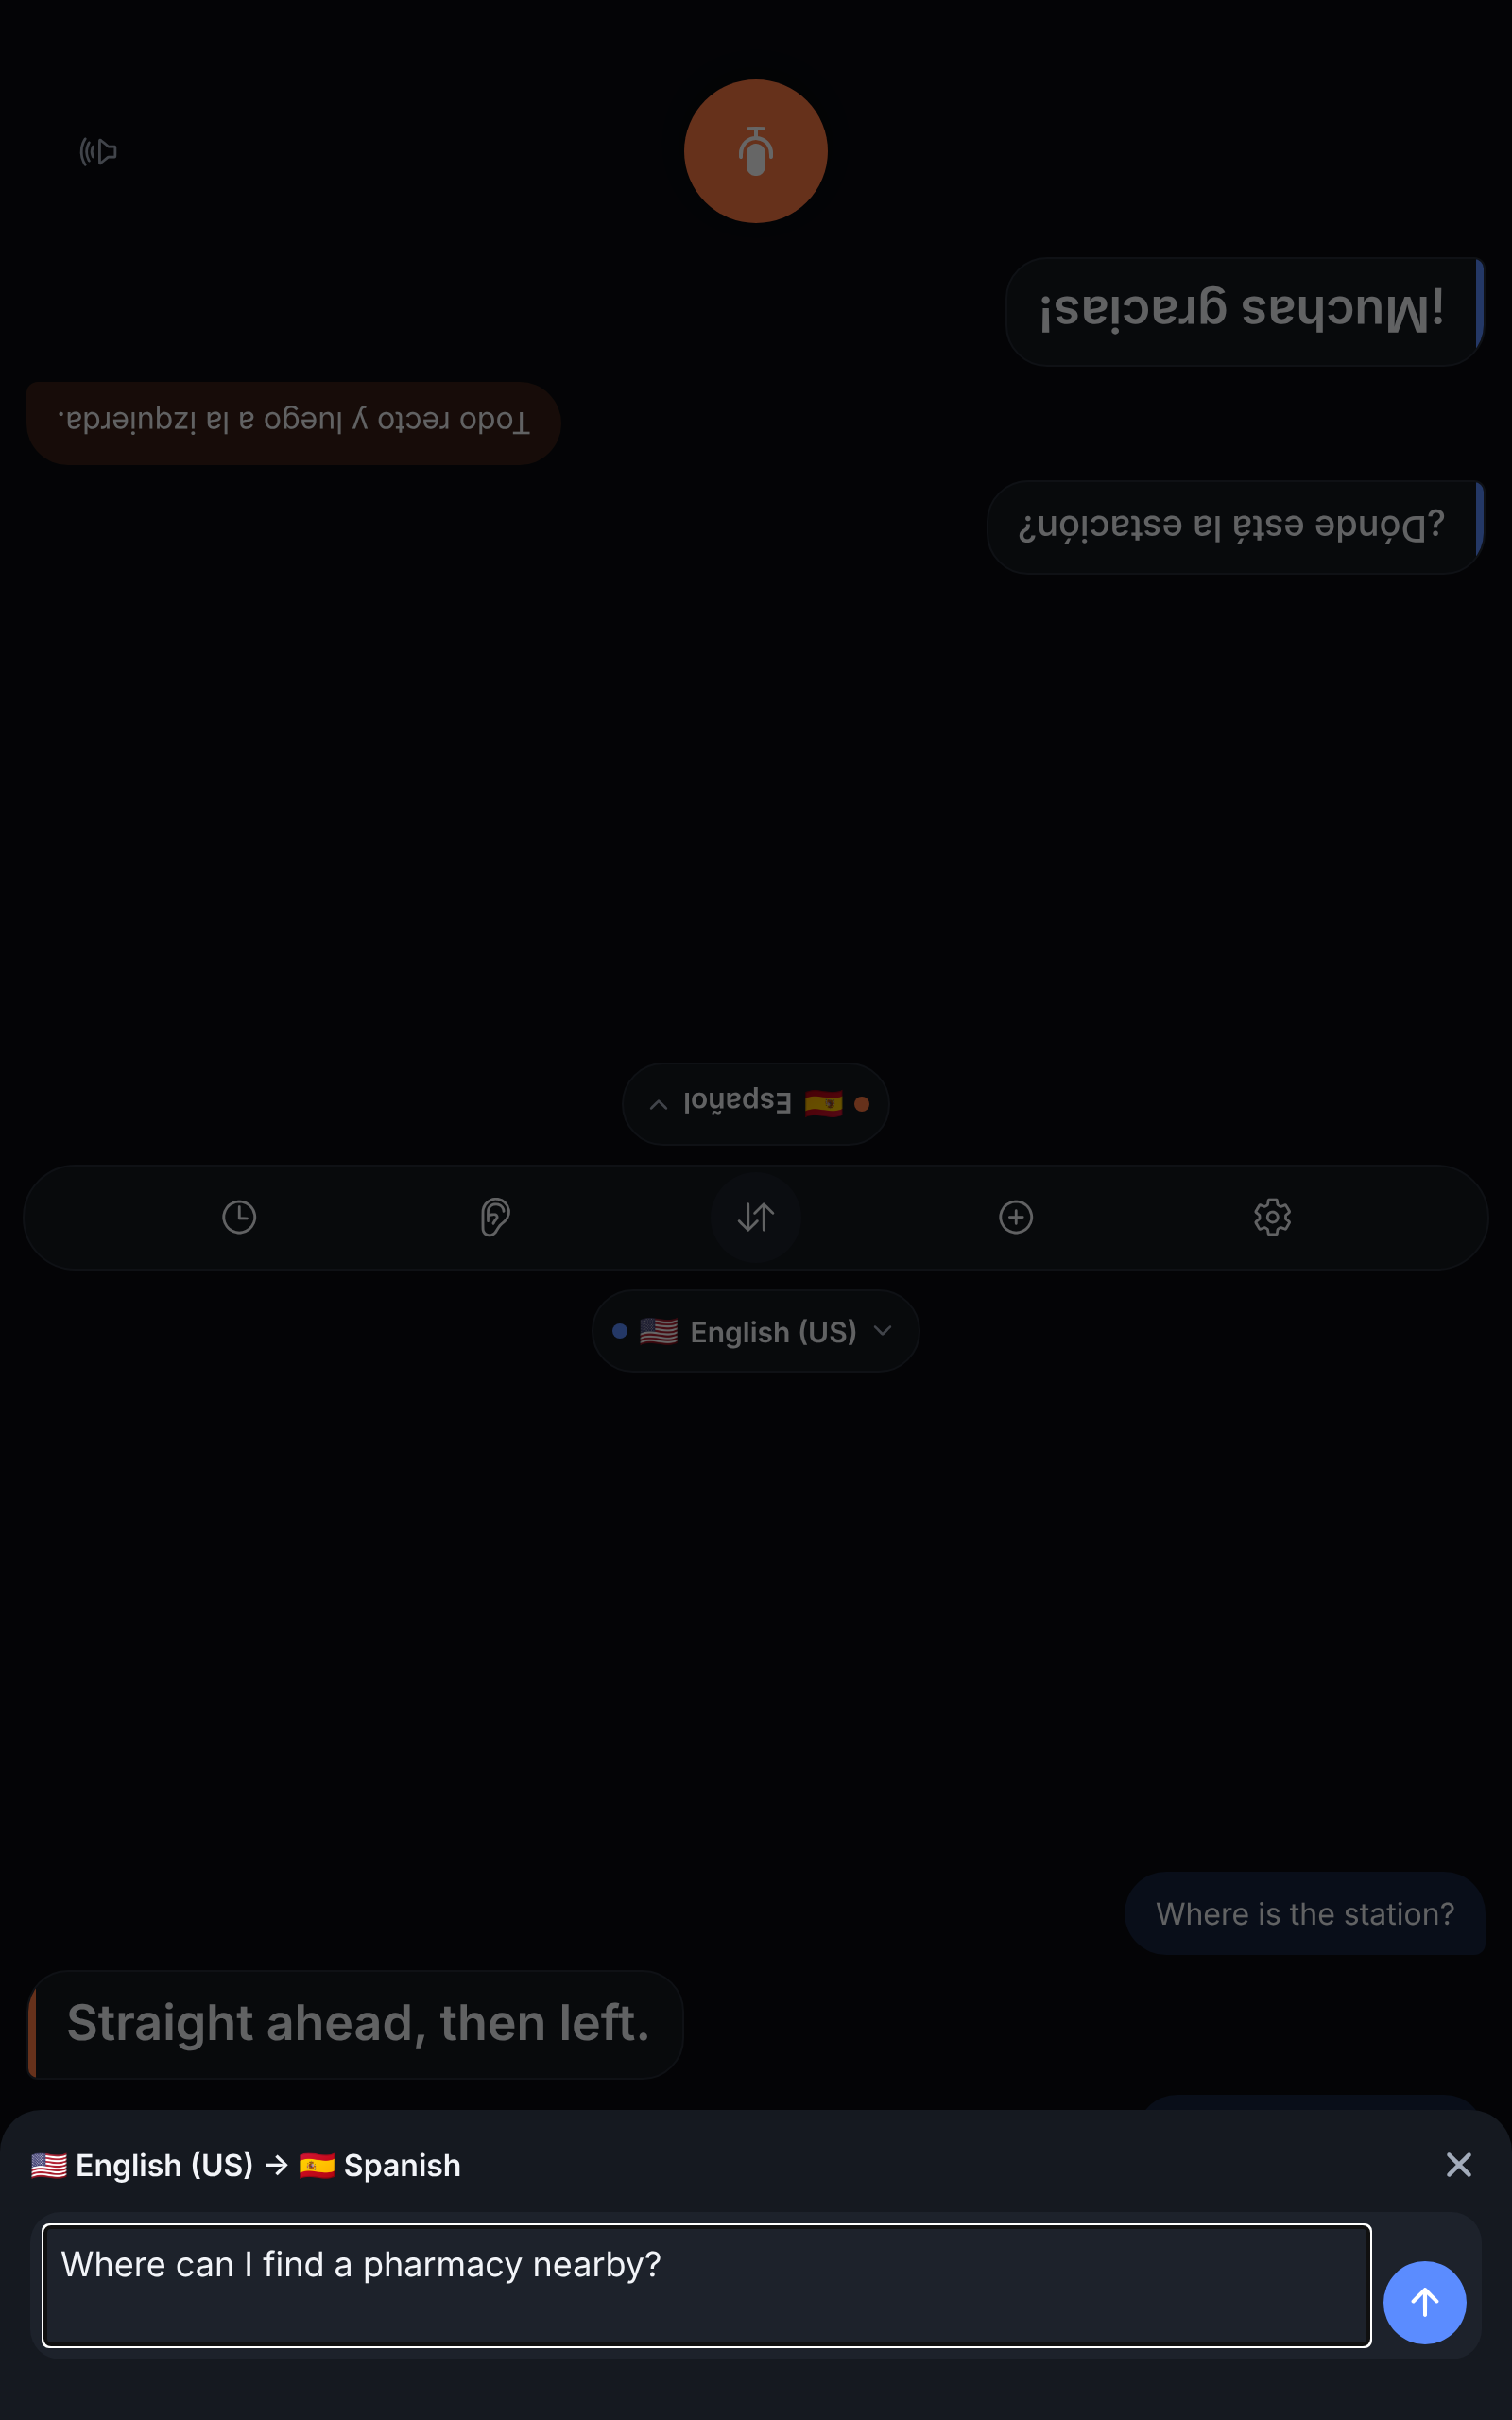 ¡Muchas gracias!
Todo recto y luego a la izquierda.
¿Dónde está la estación?
Español
English (US)
Where is the station?
Straight ahead, then left.
English (US) → Spanish
Where can I find a pharmacy nearby?